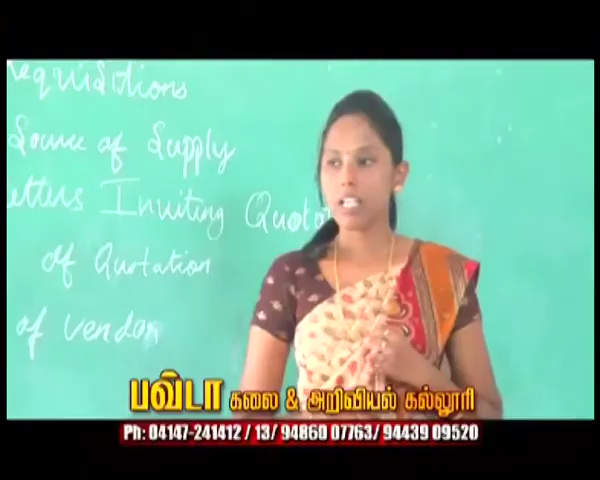 equisitions
Source of Supply
etters Inviting Quotat
of Quotation
of vendor
பவ்டா கலை & அறிவியல் கல்லூரி
Ph: 04147-241412 / 13/ 94860 07763/ 94439 09520